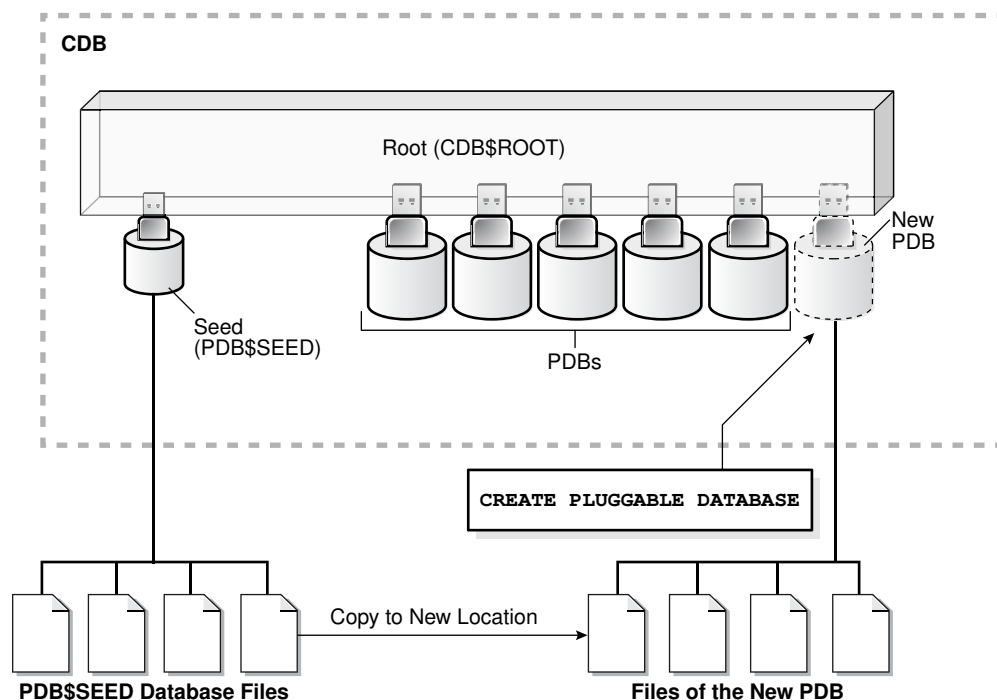 CDB
Root (CDB$ROOT)
New
PDB
Seed
(PDB$SEED)
PDBs
CREATE PLUGGABLE DATABASE
Copy to New Location
PDB$SEED Database Files
Files of the New PDB